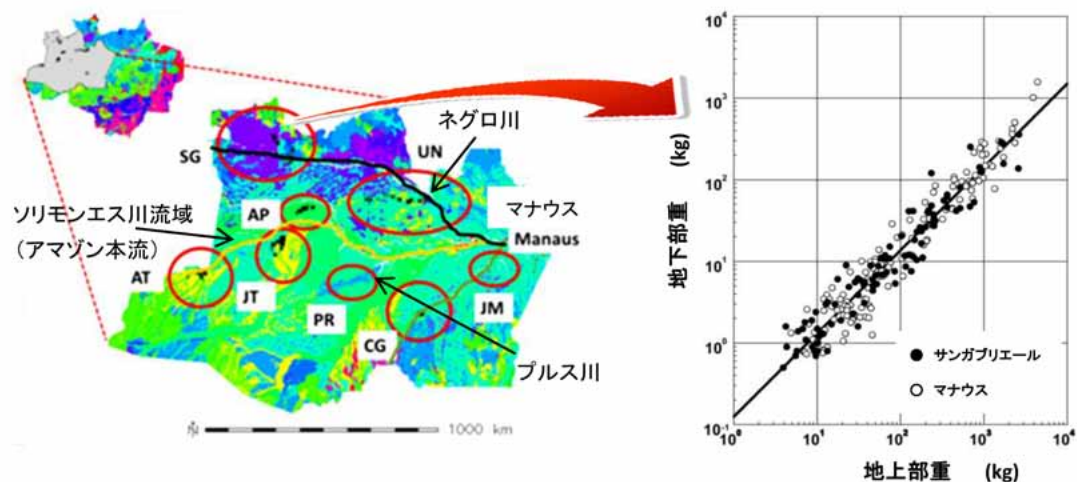 ネグロ川
SG
UN
ソリモンエス川流域
(アマゾン本流)
AP
マナウス
Manaus
AT
JT
PR
CG
JM
プルス川
1000 km
10⁴
10³
10²
10¹
10⁰
10⁻¹
地下部重 (kg)
サンガブリエール
マナウス
10⁰ 10¹ 10² 10³ 10⁴
地上部重 (kg)